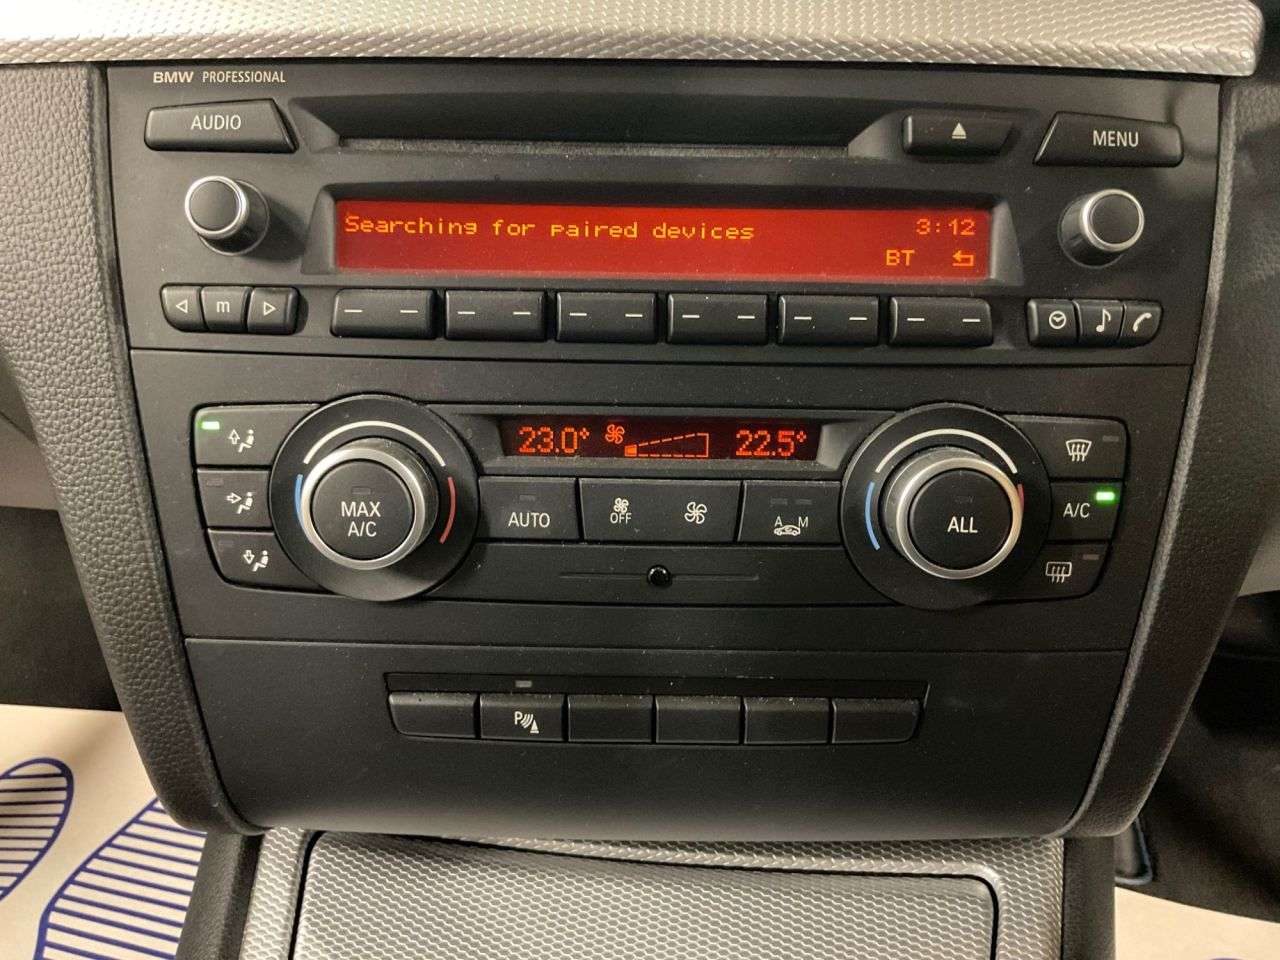 BMW PROFESSIONAL
AUDIO
MENU
Searching for paired devices 3:12
BT
m
23.0° 22.5°
MAX
A/C
AUTO
OFF
A M
ALL
A/C
P